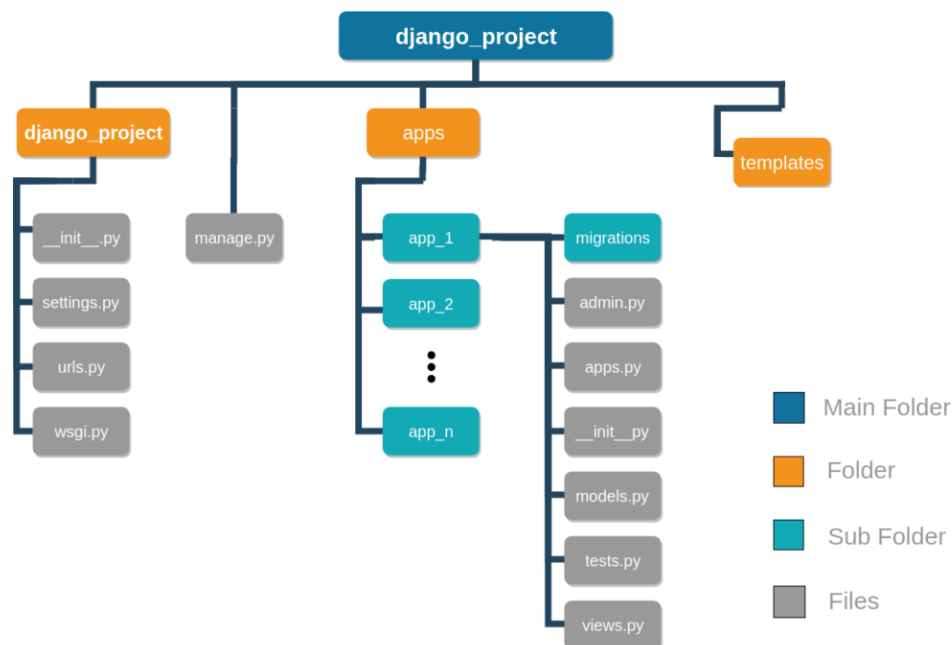 django_project
django_project
apps
templates
__init__.py
manage.py
app_1
migrations
settings.py
app_2
admin.py
urls.py
apps.py
wsgi.py
app_n
__init__py
models.py
tests.py
views.py
Main Folder
Folder
Sub Folder
Files